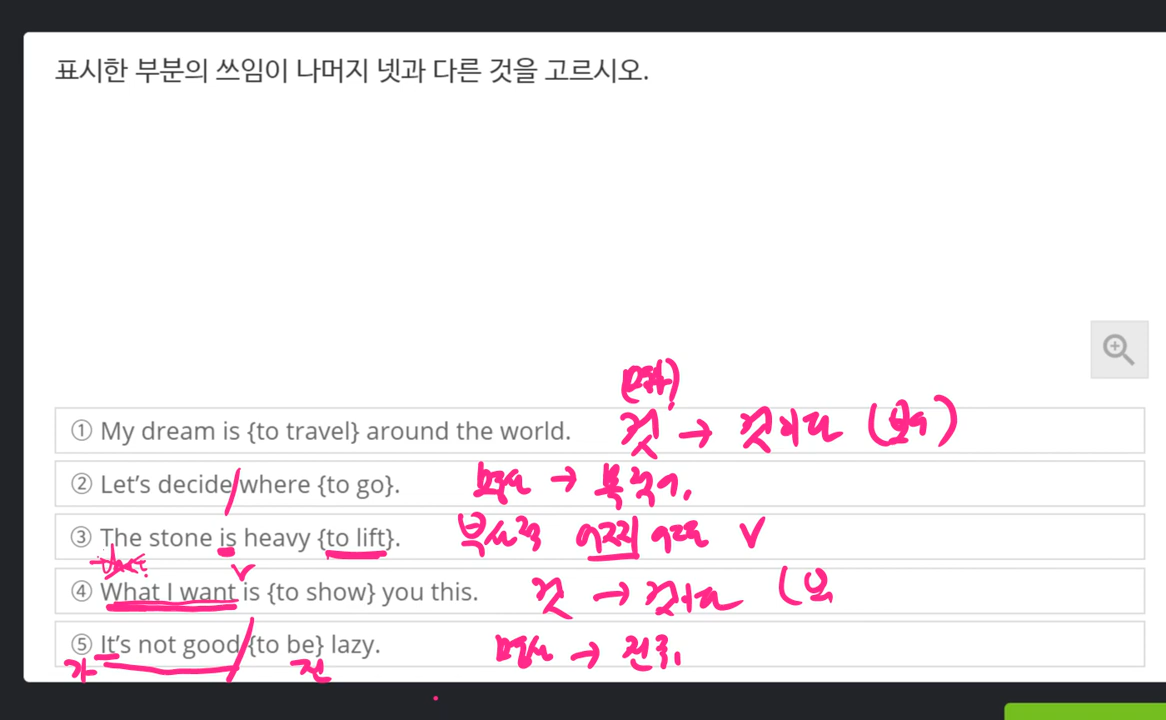 표시한 부분의 쓰임이 나머지 넷과 다른 것을 고르시오.
(명사)
① My dream is {to travel} around the world. 것 → 것이다 (보어)
② Let's decide/where {to go}. 명사 → 목적어.
③ The stone is heavy {to lift}. 부사적 V
④ What I want is {to show} you this. 것 → 것이다 (보
⑤ It's not good/{to be} lazy. 명사 → 진주.
가 진